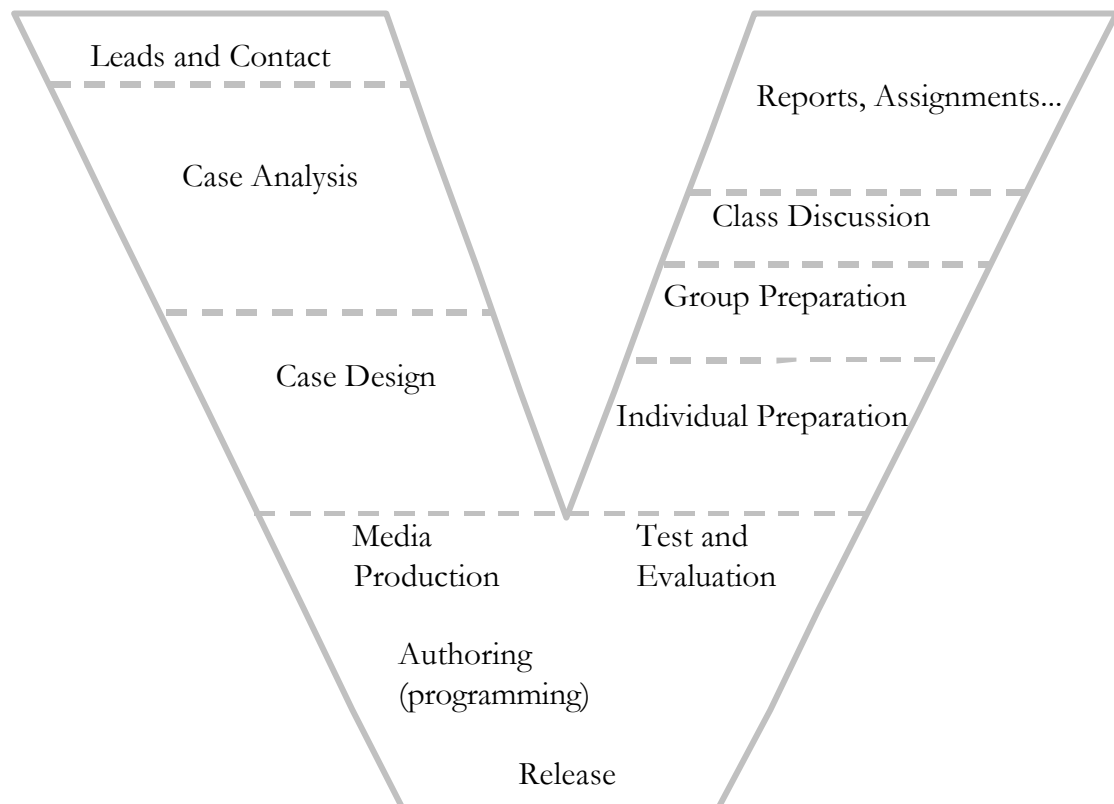 Leads and Contact
Case Analysis
Case Design
Media
Production
Authoring
(programming)
Release
Test and
Evaluation
Individual Preparation
Group Preparation
Class Discussion
Reports, Assignments...